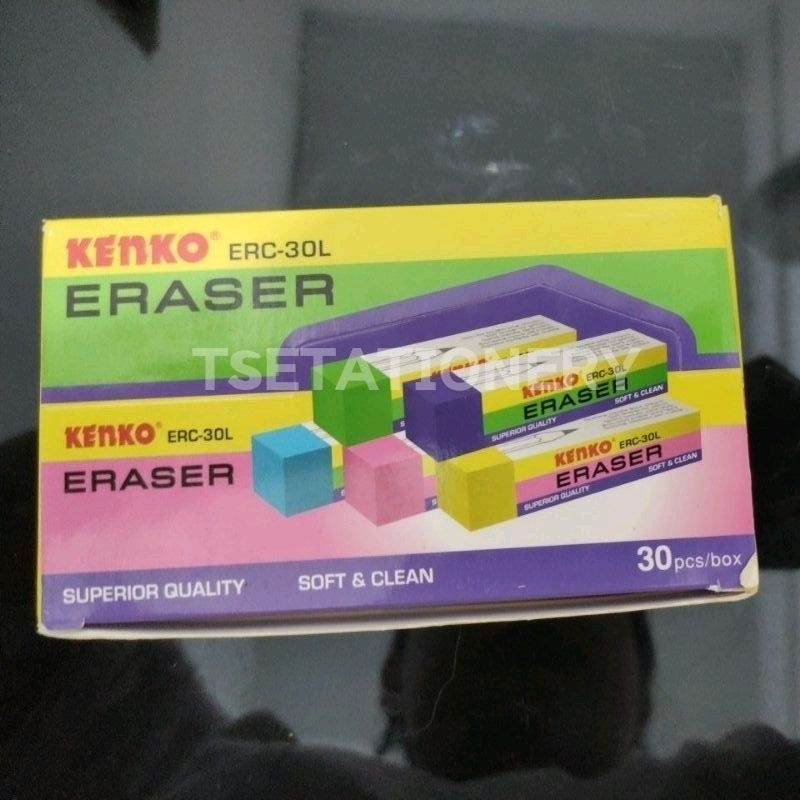 KENKO® ERC-30L
ERASER
TSETATIONERY
KENKO ERC-30L
ERASER
SUPERIOR QUALITY
SOFT & CLEAN
KENKO® ERC-30L
ERASER
KENKO ERC-30L
ERASER
SUPERIOR QUALITY
SOFT & CLEAN
SUPERIOR QUALITY SOFT & CLEAN
30pcs/box